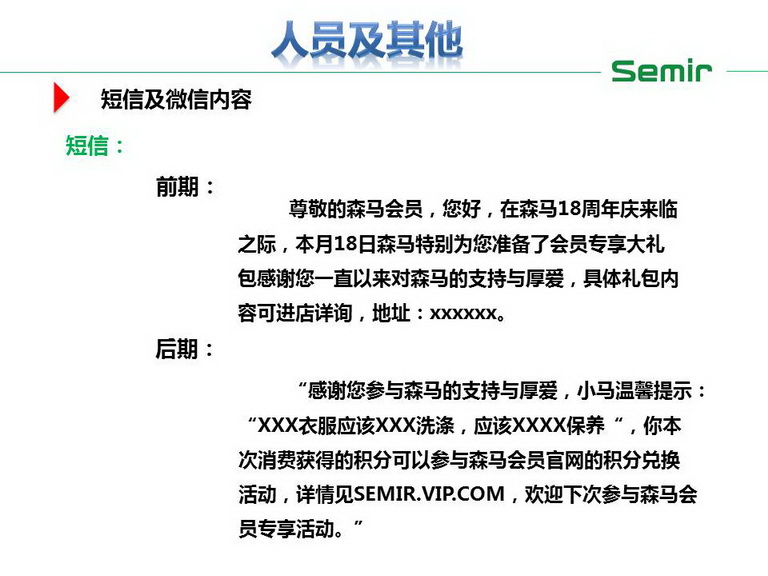 人员及其他
Semir
短信及微信内容
短信：
前期：
尊敬的森马会员，您好，在森马18周年庆来临
之际，本月18日森马特别为您准备了会员专享大礼
包感谢您一直以来对森马的支持与厚爱，具体礼包内
容可进店详询，地址：xxxxxx。
后期：
“感谢您参与森马的支持与厚爱，小马温馨提示：
“XXX衣服应该XXX洗涤，应该XXXX保养“，你本
次消费获得的积分可以参与森马会员官网的积分兑换
活动，详情见SEMIR.VIP.COM，欢迎下次参与森马会
员专享活动。”